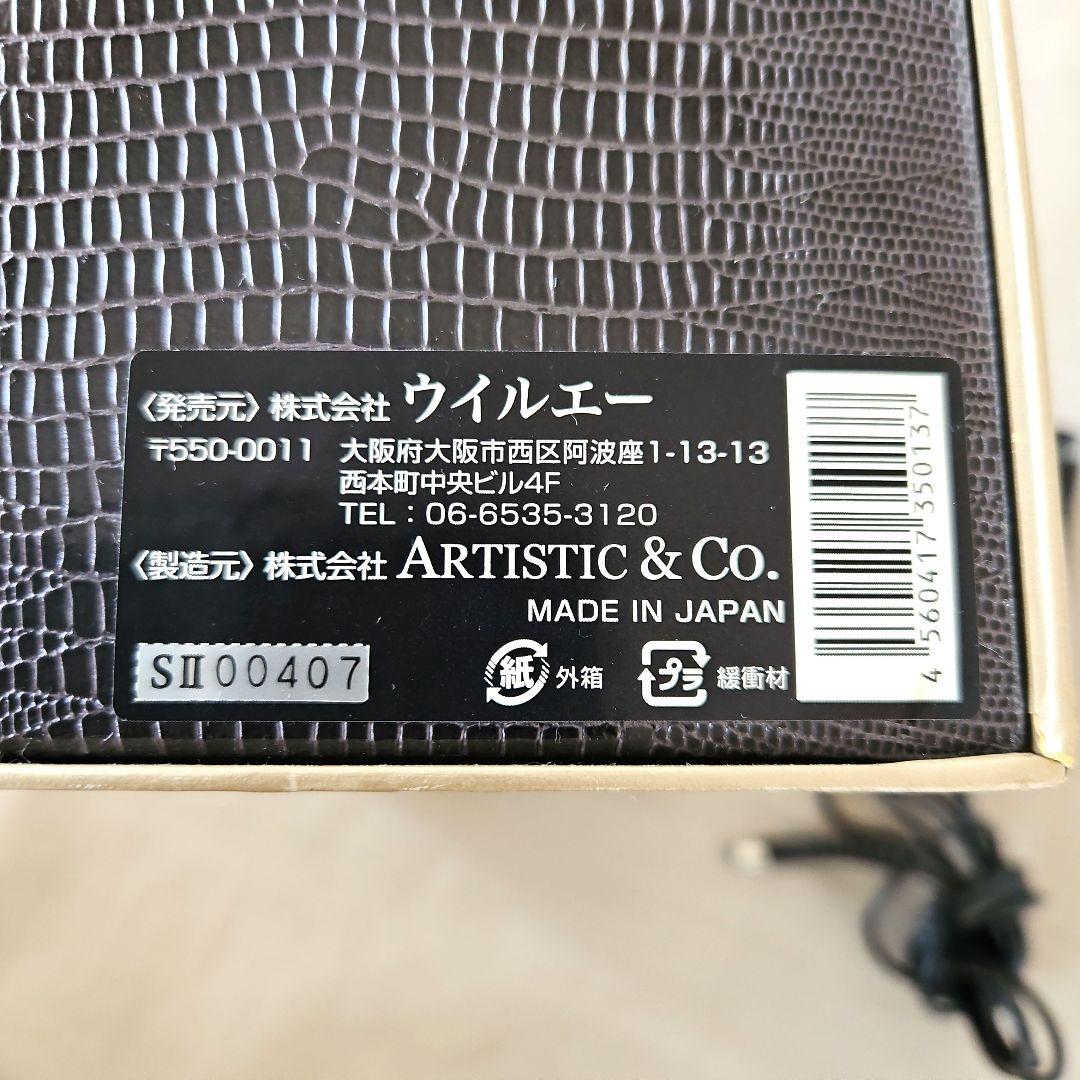 〈発売元〉株式会社 ウイルエー
〒550-0011 大阪府大阪市西区阿波座1-13-13
西本町中央ビル4F
TEL：06-6535-3120
〈製造元〉株式会社 ARTISTIC & CO.
MADE IN JAPAN
SⅡ00407
紙 外箱
プラ 緩衝材
4 560417 350137